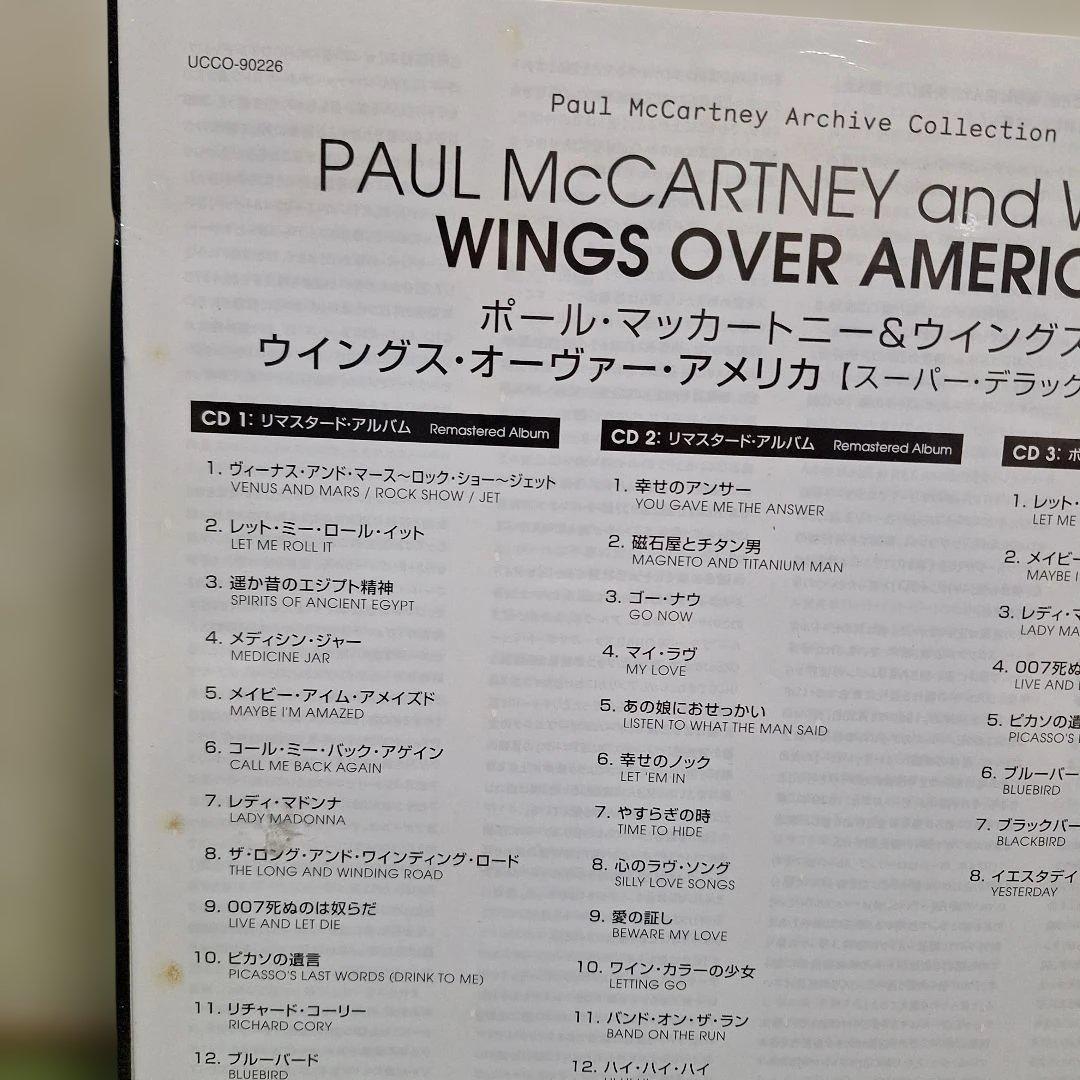 UCCO-90226
Paul McCartney Archive Collection
PAUL McCARTNEY and
WINGS OVER AMERIC
ポール・マッカートニー&ウイングス
ウイングス・オーヴァー・アメリカ【スーパー・デラック
CD 1: リマスタード・アルバム Remastered Album
1. ヴィーナス・アンド・マース〜ロック・ショー〜ジェット
VENUS AND MARS / ROCK SHOW / JET
2. レット・ミー・ロール・イット
LET ME ROLL IT
3. 遥か昔のエジプト精神
SPIRITS OF ANCIENT EGYPT
4. メディシン・ジャー
MEDICINE JAR
5. メイビー・アイム・アメイズド
MAYBE I'M AMAZED
6. コール・ミー・バック・アゲイン
CALL ME BACK AGAIN
7. レディ・マドンナ
LADY MADONNA
8. ザ・ロング・アンド・ワインディング・ロード
THE LONG AND WINDING ROAD
9. 007死ぬのは奴らだ
LIVE AND LET DIE
10. ピカソの遺言
PICASSO'S LAST WORDS (DRINK TO ME)
11. リチャード・コーリー
RICHARD CORY
12. ブルーバード
BLUEBIRD
CD 2: リマスタード・アルバム Remastered Album
1. 幸せのアンサー
YOU GAVE ME THE ANSWER
2. 磁石屋とチタン男
MAGNETO AND TITANIUM MAN
3. ゴー・ナウ
GO NOW
4. マイ・ラヴ
MY LOVE
5. あの娘におせっかい
LISTEN TO WHAT THE MAN SAID
6. 幸せのノック
LET 'EM IN
7. やすらぎの時
TIME TO HIDE
8. 心のラヴ・ソング
SILLY LOVE SONGS
9. 愛の証し
BEWARE MY LOVE
10. ワイン・カラーの少女
LETTING GO
11. バンド・オン・ザ・ラン
BAND ON THE RUN
12. ハイ・ハイ・ハイ
CD 3:
1. レット・
LET ME
2. メイビー
MAYBE I
3. レディ・マ
LADY MA
4. 007死ぬ
LIVE AND
5. ピカソの遺
PICASSO'S
6. ブルーバー
BLUEBIRD
7. ブラックバー
BLACKBIRD
8. イエスタデイ
YESTERDAY